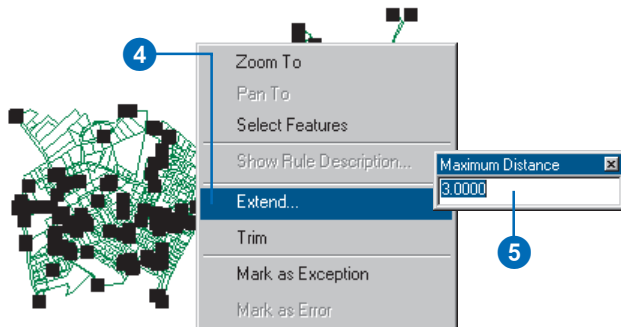 4
Zoom To
Pan To
Select Features
Show Rule Description...
Maximum Distance
3.0000
Extend...
5
Trim
Mark as Exception
Mark as Error